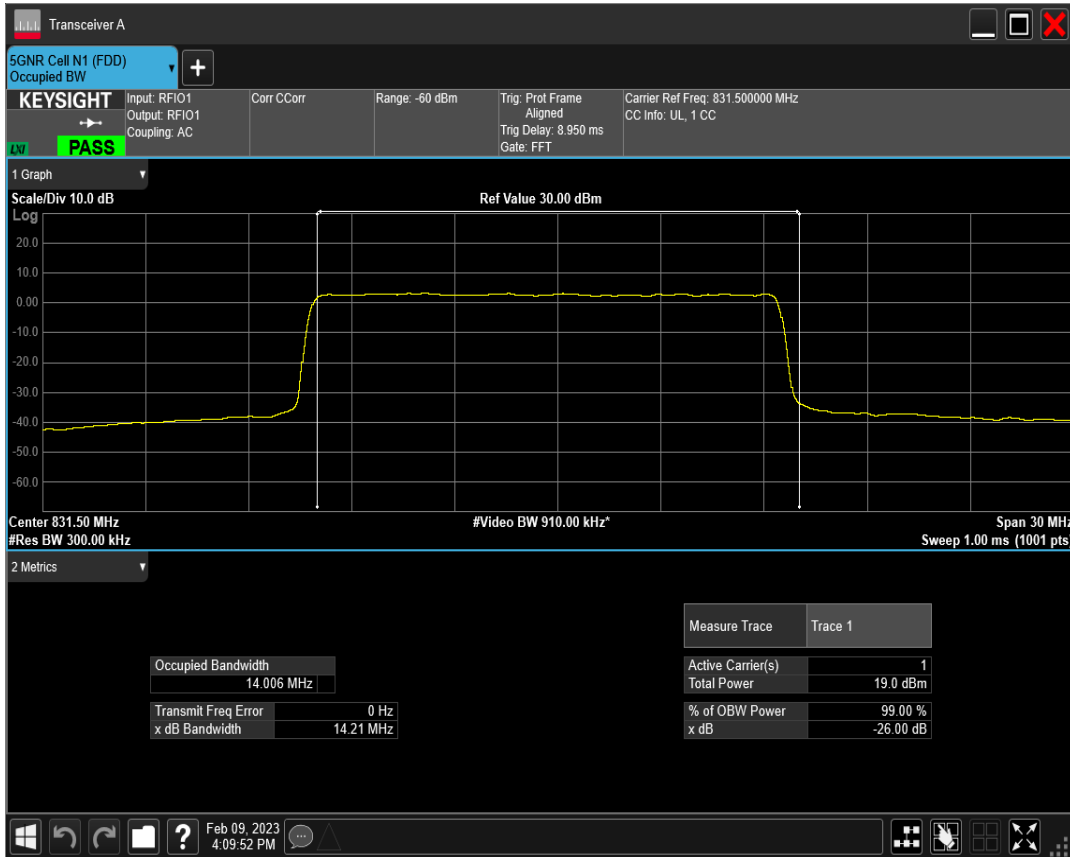 Transceiver A
5GNR Cell N1 (FDD)
Occupied BW
+
KEYSIGHT
LXI
PASS
Input: RFIO1
Output: RFIO1
Coupling: AC
Corr CCorr
Range: -60 dBm
Trig: Prot Frame
Aligned
Trig Delay: 8.950 ms
Gate: FFT
Carrier Ref Freq: 831.500000 MHz
CC Info: UL, 1 CC
1 Graph
Scale/Div 10.0 dB
Ref Value 30.00 dBm
Log
20.0
10.0
0.00
-10.0
-20.0
-30.0
-40.0
-50.0
-60.0
Center 831.50 MHz
#Video BW 910.00 kHz*
Span 30 MHz
#Res BW 300.00 kHz
Sweep 1.00 ms (1001 pts)
2 Metrics
Measure Trace Trace 1
Occupied Bandwidth
14.006 MHz
Active Carrier(s) 1
Total Power 19.0 dBm
Transmit Freq Error 0 Hz
x dB Bandwidth 14.21 MHz
% of OBW Power 99.00 %
x dB -26.00 dB
?
Feb 09, 2023
4:09:52 PM